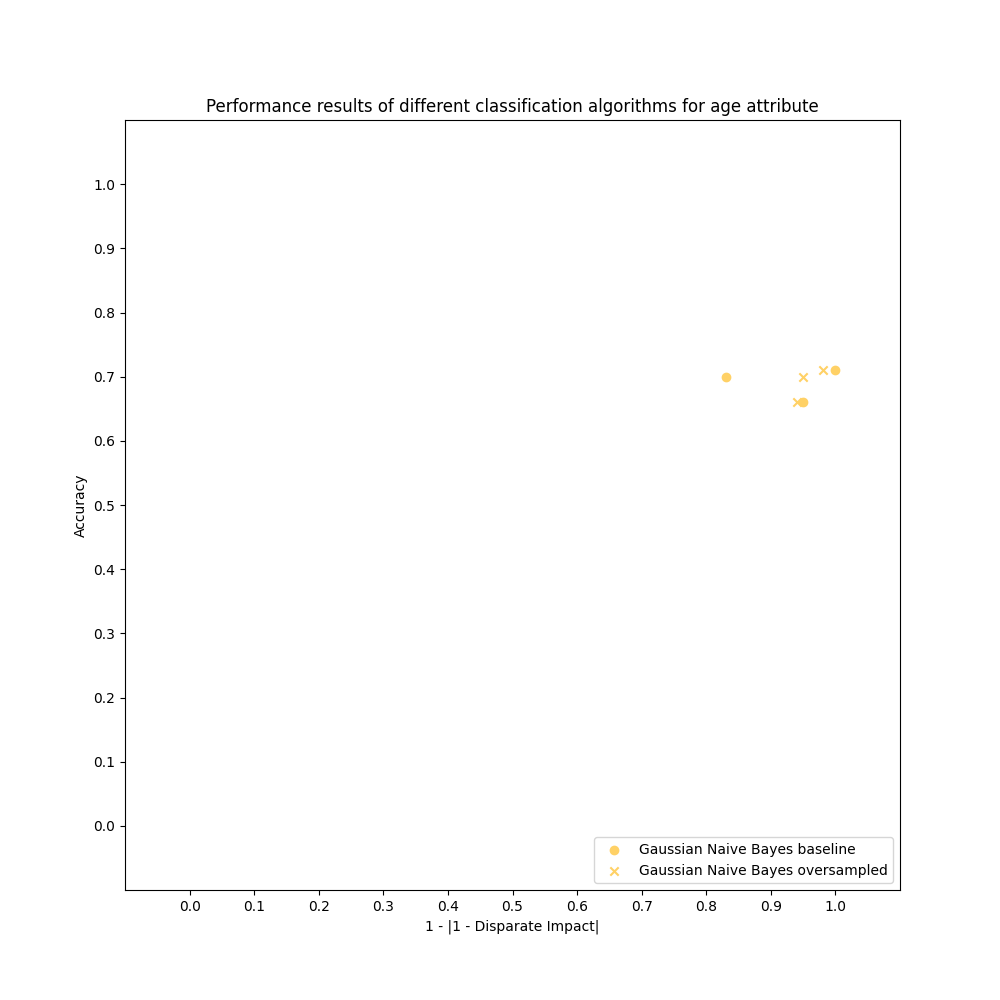 Performance results of different classification algorithms for age attribute
1.0
0.9
0.8
0.7
0.6
0.5
0.4
0.3
0.2
0.1
0.0
Accuracy
Gaussian Naive Bayes baseline
Gaussian Naive Bayes oversampled
0.0 0.1 0.2 0.3 0.4 0.5 0.6 0.7 0.8 0.9 1.0
1 - |1 - Disparate Impact|